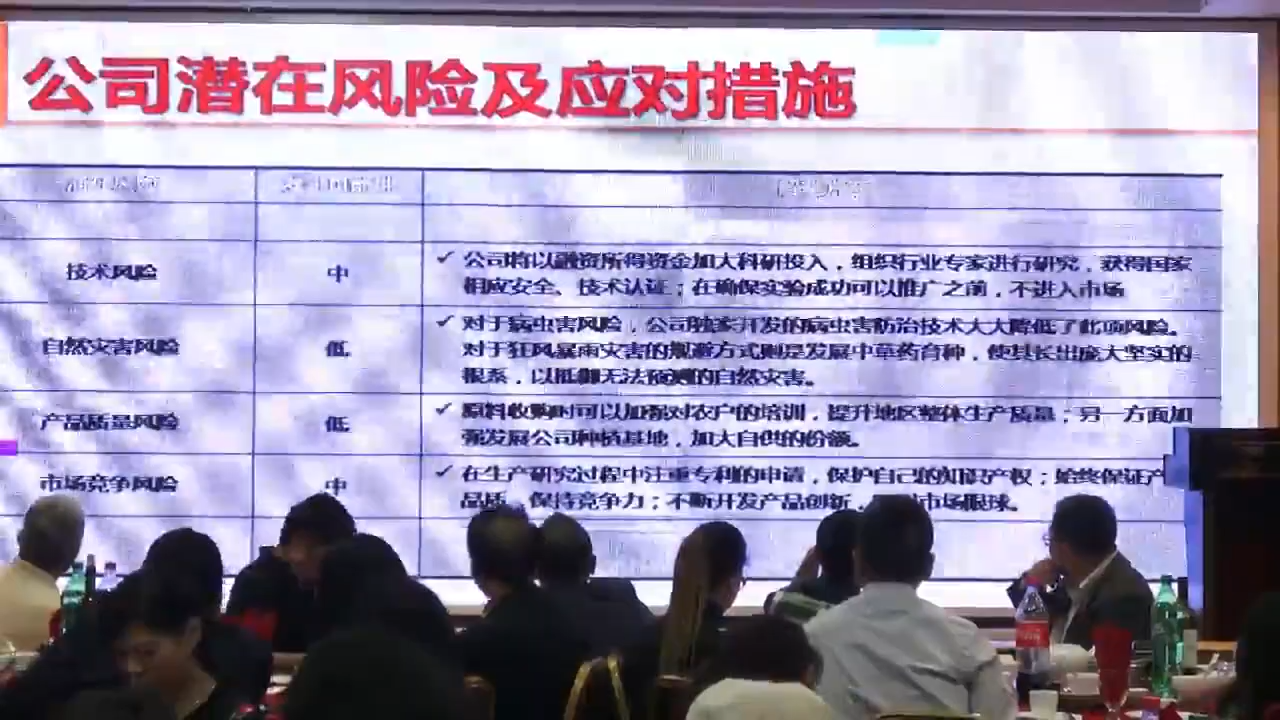 公司潜在风险及应对措施
技术风险
中
公司将以融资所得资金加大科研投入，组织行业专家进行研究，获得国家
相应安全、技术认证；在确保实验成功可以推广之前，不进入市场
自然灾害风险
低
对于病虫害风险，公司独家开发的病虫害防治技术大大降低了此项风险。
对于狂风暴雨灾害的规避方式则是发展中草药育种，使其长出庞大坚实的
根系，以抵御无法预测的自然灾害。
产品质量风险
低
原料收购时可以加强对农户的培训，提升地区整体生产质量；另一方面加
强发展公司种植基地，加大自供的份额。
市场竞争风险
中
在生产研究过程中注重专利的申请，保护自己的知识产权；始终保证产
品质 保持竞争力；不断开发产品创新， 市场眼球。